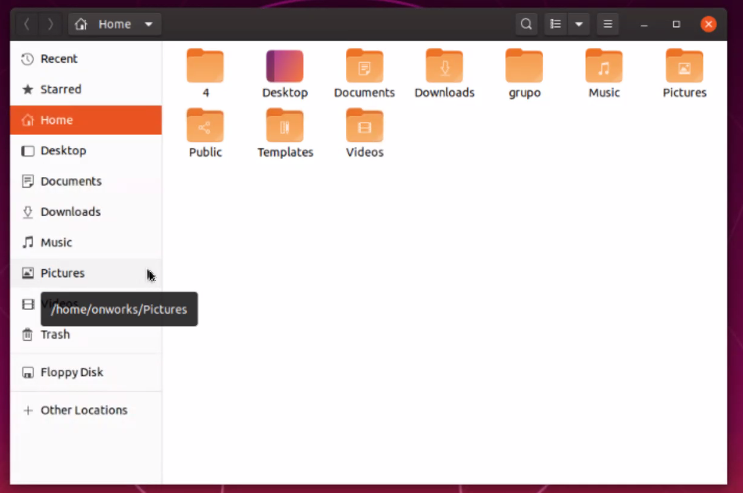 Home
Recent
Starred
Home
Desktop
Documents
Downloads
Music
Pictures
Videos
/home/onworks/Pictures
Trash
Floppy Disk
Other Locations
4 Desktop Documents Downloads grupo Music Pictures
Public Templates Videos